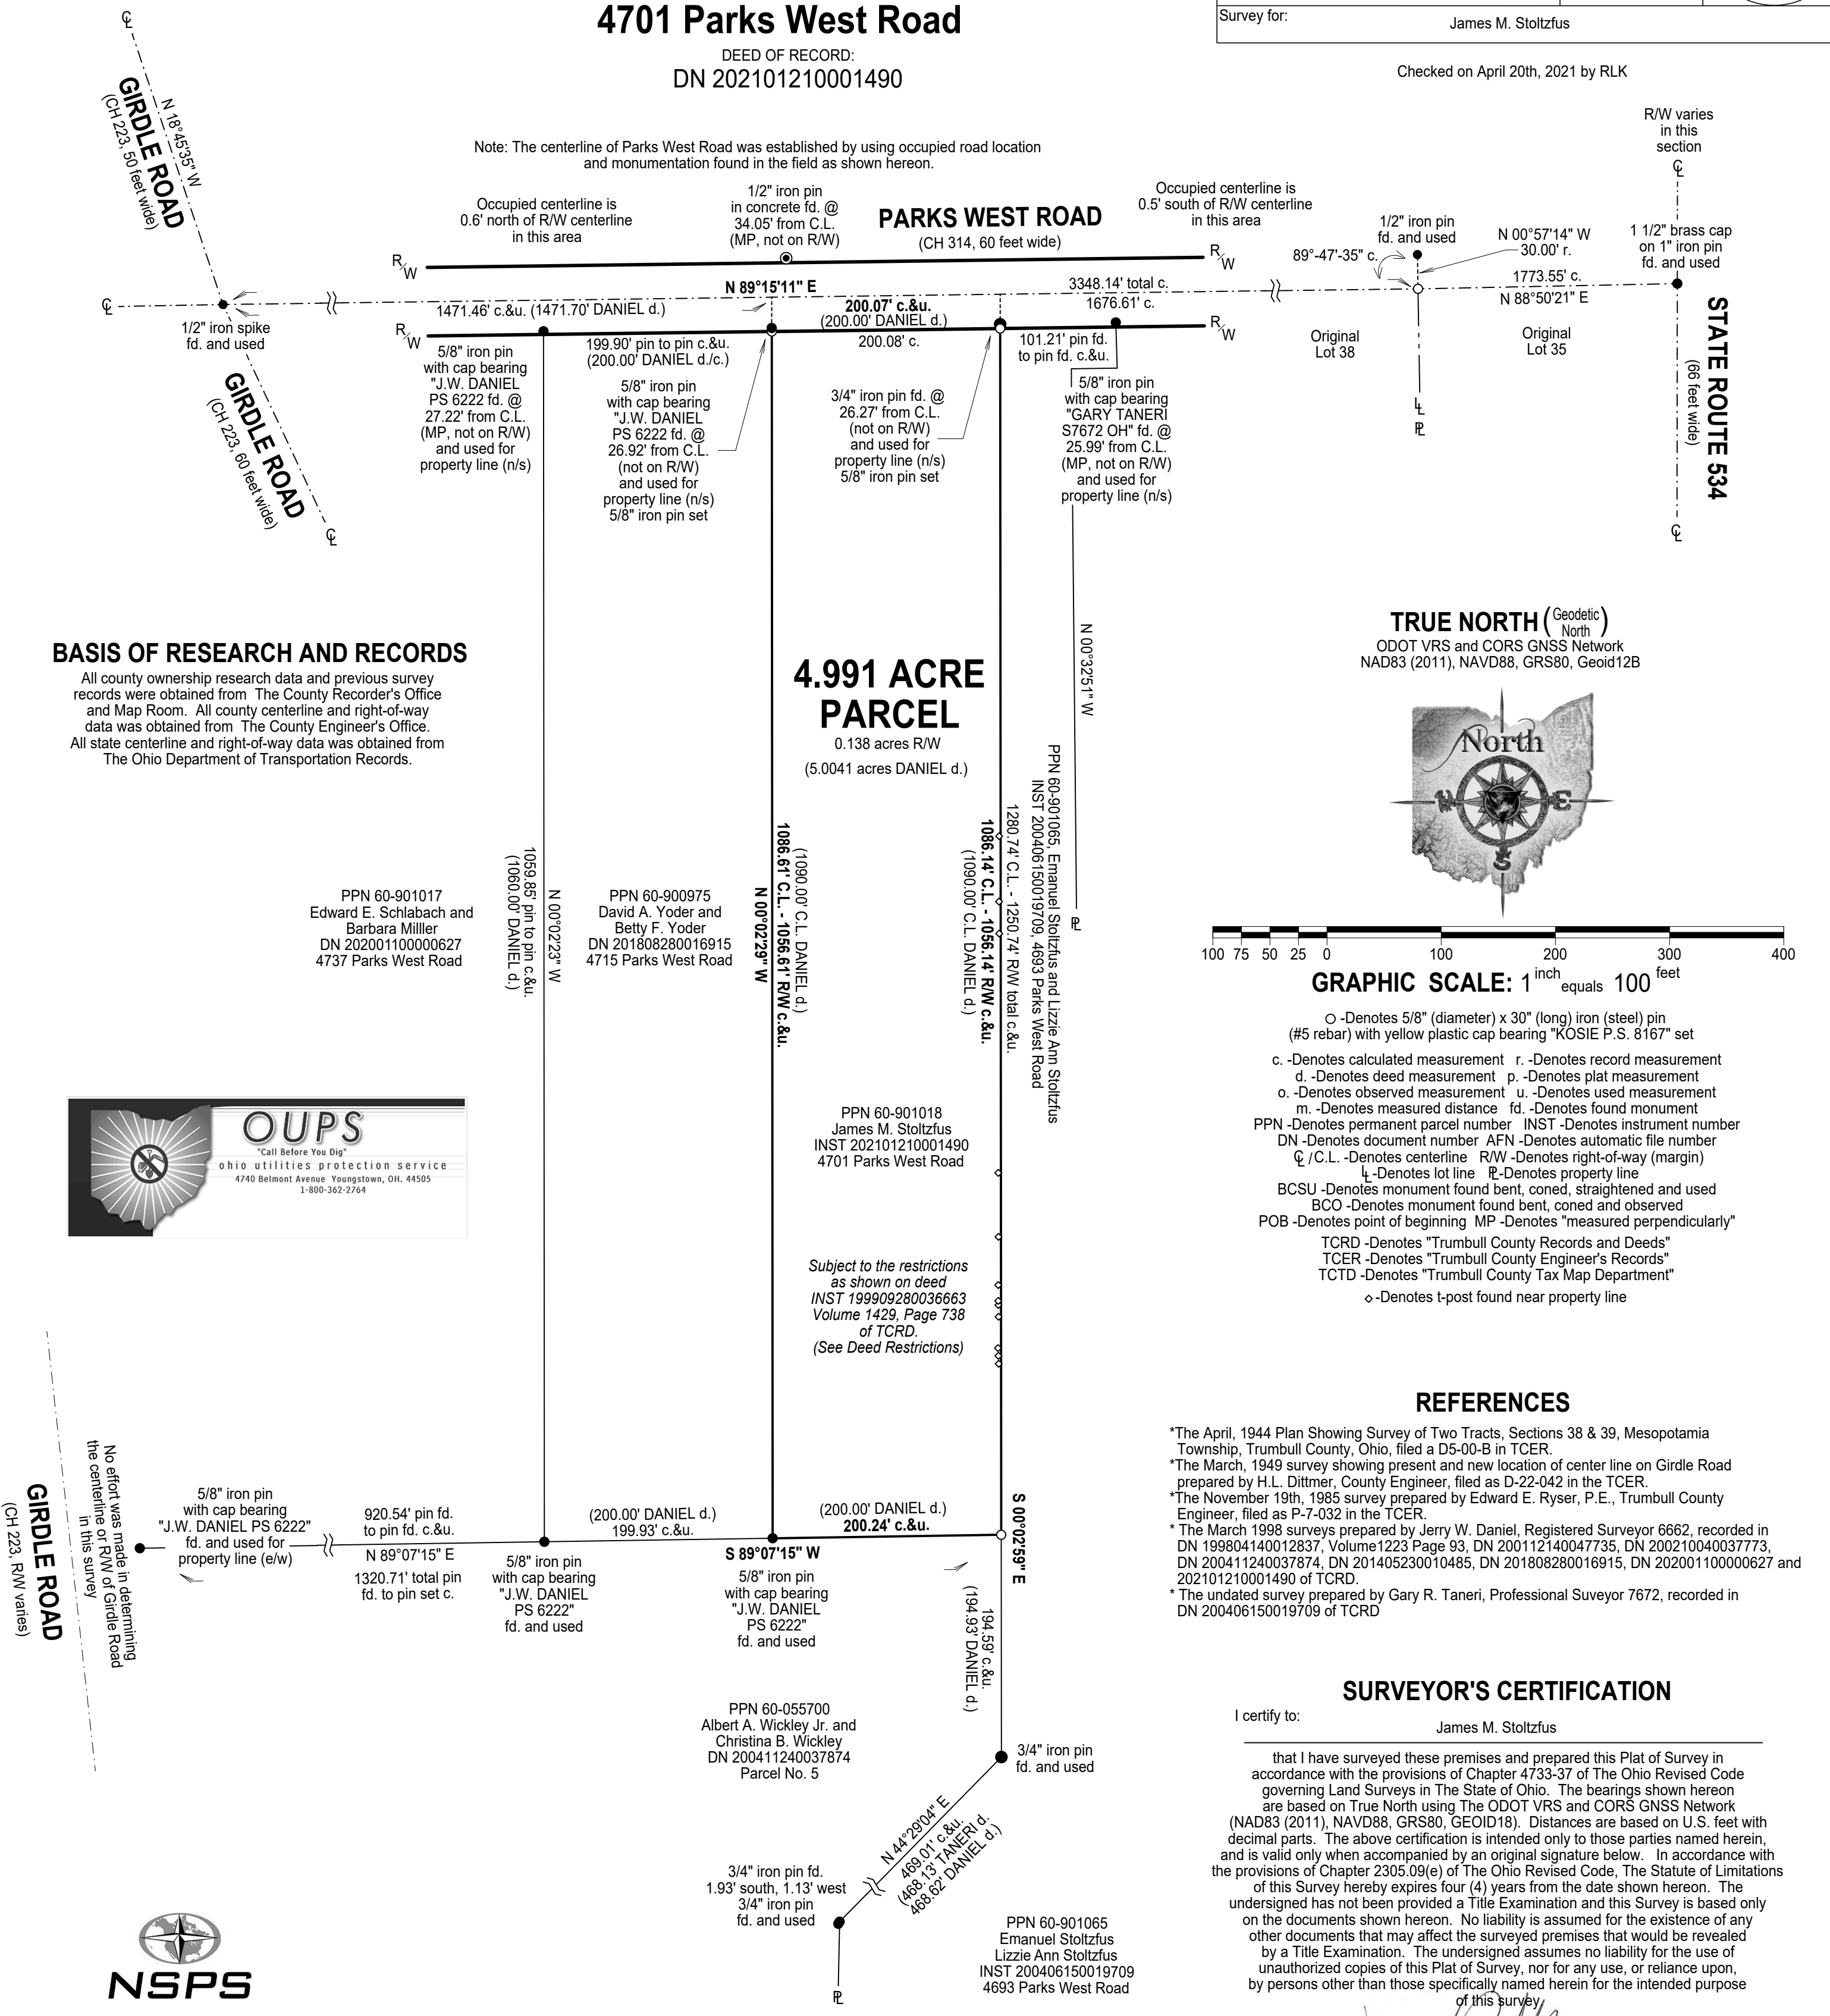 4701 Parks West Road
DEED OF RECORD:
DN 202101210001490
Survey for:
James M. Stoltzfus
Checked on April 20th, 2021 by RLK
Note: The centerline of Parks West Road was established by using occupied road location
and monumentation found in the field as shown hereon.
℄
GIRDLE ROAD
(CH 223, 50 feet wide)
N 18°45'35" W
Occupied centerline is
0.6' north of R/W centerline
in this area
1/2" iron pin
in concrete fd. @
34.05' from C.L.
(MP, not on R/W)
PARKS WEST ROAD
(CH 314, 60 feet wide)
Occupied centerline is
0.5' south of R/W centerline
in this area
1/2" iron pin
fd. and used
89°-47'-35" c.
N 00°57'14" W
30.00' r.
R/W varies
in this
section
℄
1 1/2" brass cap
on 1" iron pin
fd. and used
R/W
R/W
℄
N 89°15'11" E
3348.14' total c.
1773.55' c.
N 88°50'21" E
1471.46' c.&u. (1471.70' DANIEL d.)
200.07' c.&u.
(200.00' DANIEL d.)
1676.61' c.
1/2" iron spike
fd. and used
R/W
R/W
199.90' pin to pin c.&u.
(200.00' DANIEL d./c.)
200.08' c.
101.21' pin fd.
to pin fd. c.&u.
Original
Lot 38
Original
Lot 35
STATE ROUTE 534
(66 feet wide)
℄
GIRDLE ROAD
(CH 223, 60 feet wide)
℄
5/8" iron pin
with cap bearing
"J.W. DANIEL
PS 6222 fd. @
27.22' from C.L.
(MP, not on R/W)
and used for
property line (n/s)
5/8" iron pin
with cap bearing
"J.W. DANIEL
PS 6222 fd. @
26.92' from C.L.
(not on R/W)
and used for
property line (n/s)
5/8" iron pin set
3/4" iron pin fd. @
26.27' from C.L.
(not on R/W)
and used for
property line (n/s)
5/8" iron pin set
5/8" iron pin
with cap bearing
"GARY TANERI
S7672 OH" fd. @
25.99' from C.L.
(MP, not on R/W)
and used for
property line (n/s)
LL
PL
BASIS OF RESEARCH AND RECORDS
All county ownership research data and previous survey
records were obtained from The County Recorder's Office
and Map Room. All county centerline and right-of-way
data was obtained from The County Engineer's Office.
All state centerline and right-of-way data was obtained from
The Ohio Department of Transportation Records.
4.991 ACRE
PARCEL
0.138 acres R/W
(5.0041 acres DANIEL d.)
N 00°32'51" W
PL
TRUE NORTH (Geodetic North)
ODOT VRS and CORS GNSS Network
NAD83 (2011), NAVD88, GRS80, Geoid12B
North
W
E
S
100 75 50 25 0 100 200 300 400
GRAPHIC SCALE: 1 inch equals 100 feet
PPN 60-901017
Edward E. Schlabach and
Barbara Milller
DN 202001100000627
4737 Parks West Road
1059.85' pin to pin c.&u.
(1060.00' DANIEL d.)
N 00°02'23" W
PPN 60-900975
David A. Yoder and
Betty F. Yoder
DN 201808280016915
4715 Parks West Road
N 00°02'29" W
1086.61' C.L. - 1056.61' R/W c.&u.
(1090.00' C.L. DANIEL d.)
1086.14' C.L. - 1056.14' R/W c.&u.
(1090.00' C.L. DANIEL d.)
1280.74' C.L. - 1250.74' R/W total c.&u.
PPN 60-901065, Emanuel Stoltzfus and Lizzie Ann Stoltzfus
INST 200406150019709, 4693 Parks West Road
-Denotes 5/8" (diameter) x 30" (long) iron (steel) pin
(#5 rebar) with yellow plastic cap bearing "KOSIE P.S. 8167" set
c. -Denotes calculated measurement r. -Denotes record measurement
d. -Denotes deed measurement p. -Denotes plat measurement
o. -Denotes observed measurement u. -Denotes used measurement
m. -Denotes measured distance fd. -Denotes found monument
PPN -Denotes permanent parcel number INST -Denotes instrument number
DN -Denotes document number AFN -Denotes automatic file number
℄ /C.L. -Denotes centerline R/W -Denotes right-of-way (margin)
LL-Denotes lot line PL-Denotes property line
BCSU -Denotes monument found bent, coned, straightened and used
BCO -Denotes monument found bent, coned and observed
POB -Denotes point of beginning MP -Denotes "measured perpendicularly"
TCRD -Denotes "Trumbull County Records and Deeds"
TCER -Denotes "Trumbull County Engineer's Records"
TCTD -Denotes "Trumbull County Tax Map Department"
-Denotes t-post found near property line
OUPS
"Call Before You Dig"
ohio utilities protection service
4740 Belmont Avenue Youngstown, OH. 44505
1-800-362-2764
PPN 60-901018
James M. Stoltzfus
INST 202101210001490
4701 Parks West Road
Subject to the restrictions
as shown on deed
INST 199909280036663
Volume 1429, Page 738
of TCRD.
(See Deed Restrictions)
REFERENCES
*The April, 1944 Plan Showing Survey of Two Tracts, Sections 38 & 39, Mesopotamia
Township, Trumbull County, Ohio, filed a D5-00-B in TCER.
*The March, 1949 survey showing present and new location of center line on Girdle Road
prepared by H.L. Dittmer, County Engineer, filed as D-22-042 in the TCER.
*The November 19th, 1985 survey prepared by Edward E. Ryser, P.E., Trumbull County
Engineer, filed as P-7-032 in the TCER.
* The March 1998 surveys prepared by Jerry W. Daniel, Registered Surveyor 6662, recorded in
DN 199804140012837, Volume1223 Page 93, DN 200112140047735, DN 200210040037773,
DN 200411240037874, DN 201405230010485, DN 201808280016915, DN 202001100000627 and
202101210001490 of TCRD.
* The undated survey prepared by Gary R. Taneri, Professional Suveyor 7672, recorded in
DN 200406150019709 of TCRD
GIRDLE ROAD
(CH 223, R/W varies)
No effort was made in determining
the centerline or R/W of Girdle Road
in this survey
5/8" iron pin
with cap bearing
"J.W. DANIEL PS 6222"
fd. and used for
property line (e/w)
920.54' pin fd.
to pin fd. c.&u.
N 89°07'15" E
1320.71' total pin
fd. to pin set c.
(200.00' DANIEL d.)
199.93' c.&u.
5/8" iron pin
with cap bearing
"J.W. DANIEL
PS 6222"
fd. and used
(200.00' DANIEL d.)
200.24' c.&u.
S 89°07'15" W
5/8" iron pin
with cap bearing
"J.W. DANIEL
PS 6222"
fd. and used
S 00°02'59" E
194.59' c.&u.
(194.93' DANIEL d.)
PPN 60-055700
Albert A. Wickley Jr. and
Christina B. Wickley
DN 200411240037874
Parcel No. 5
3/4" iron pin
fd. and used
N 44°29'04" E
469.01' c.&u.
(468.13' TANERI d.
468.62' DANIEL d.)
3/4" iron pin fd.
1.93' south, 1.13' west
3/4" iron pin
fd. and used
PL
PPN 60-901065
Emanuel Stoltzfus
Lizzie Ann Stoltzfus
INST 200406150019709
4693 Parks West Road
NSPS
SURVEYOR'S CERTIFICATION
I certify to:
James M. Stoltzfus
that I have surveyed these premises and prepared this Plat of Survey in
accordance with the provisions of Chapter 4733-37 of The Ohio Revised Code
governing Land Surveys in The State of Ohio. The bearings shown hereon
are based on True North using The ODOT VRS and CORS GNSS Network
(NAD83 (2011), NAVD88, GRS80, GEOID18). Distances are based on U.S. feet with
decimal parts. The above certification is intended only to those parties named herein,
and is valid only when accompanied by an original signature below. In accordance with
the provisions of Chapter 2305.09(e) of The Ohio Revised Code, The Statute of Limitations
of this Survey hereby expires four (4) years from the date shown hereon. The
undersigned has not been provided a Title Examination and this Survey is based only
on the documents shown hereon. No liability is assumed for the existence of any
other documents that may affect the surveyed premises that would be revealed
by a Title Examination. The undersigned assumes no liability for the use of
unauthorized copies of this Plat of Survey, nor for any use, or reliance upon,
by persons other than those specifically named herein for the intended purpose
of this survey.